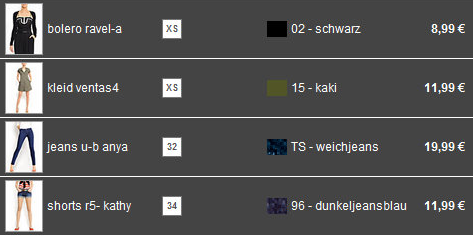 bolero ravel-a XS 02 - schwarz 8,99 €
kleid ventas4 XS 15 - kaki 11,99 €
jeans u-b anya 32 TS - weichjeans 19,99 €
shorts r5- kathy 34 96 - dunkeljeansblau 11,99 €